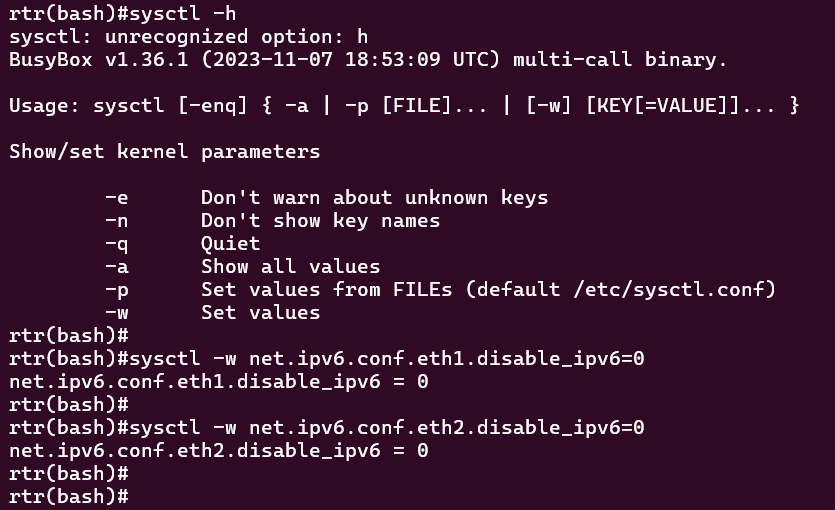 rtr(bash)#sysctl -h
sysctl: unrecognized option: h
BusyBox v1.36.1 (2023-11-07 18:53:09 UTC) multi-call binary.
Usage: sysctl [-enq] { -a | -p [FILE]... | [-w] [KEY[=VALUE]]... }
Show/set kernel parameters
-e      Don't warn about unknown keys
-n      Don't show key names
-q      Quiet
-a      Show all values
-p      Set values from FILEs (default /etc/sysctl.conf)
-w      Set values
rtr(bash)#
rtr(bash)#sysctl -w net.ipv6.conf.eth1.disable_ipv6=0
net.ipv6.conf.eth1.disable_ipv6 = 0
rtr(bash)#
rtr(bash)#sysctl -w net.ipv6.conf.eth2.disable_ipv6=0
net.ipv6.conf.eth2.disable_ipv6 = 0
rtr(bash)#
rtr(bash)#